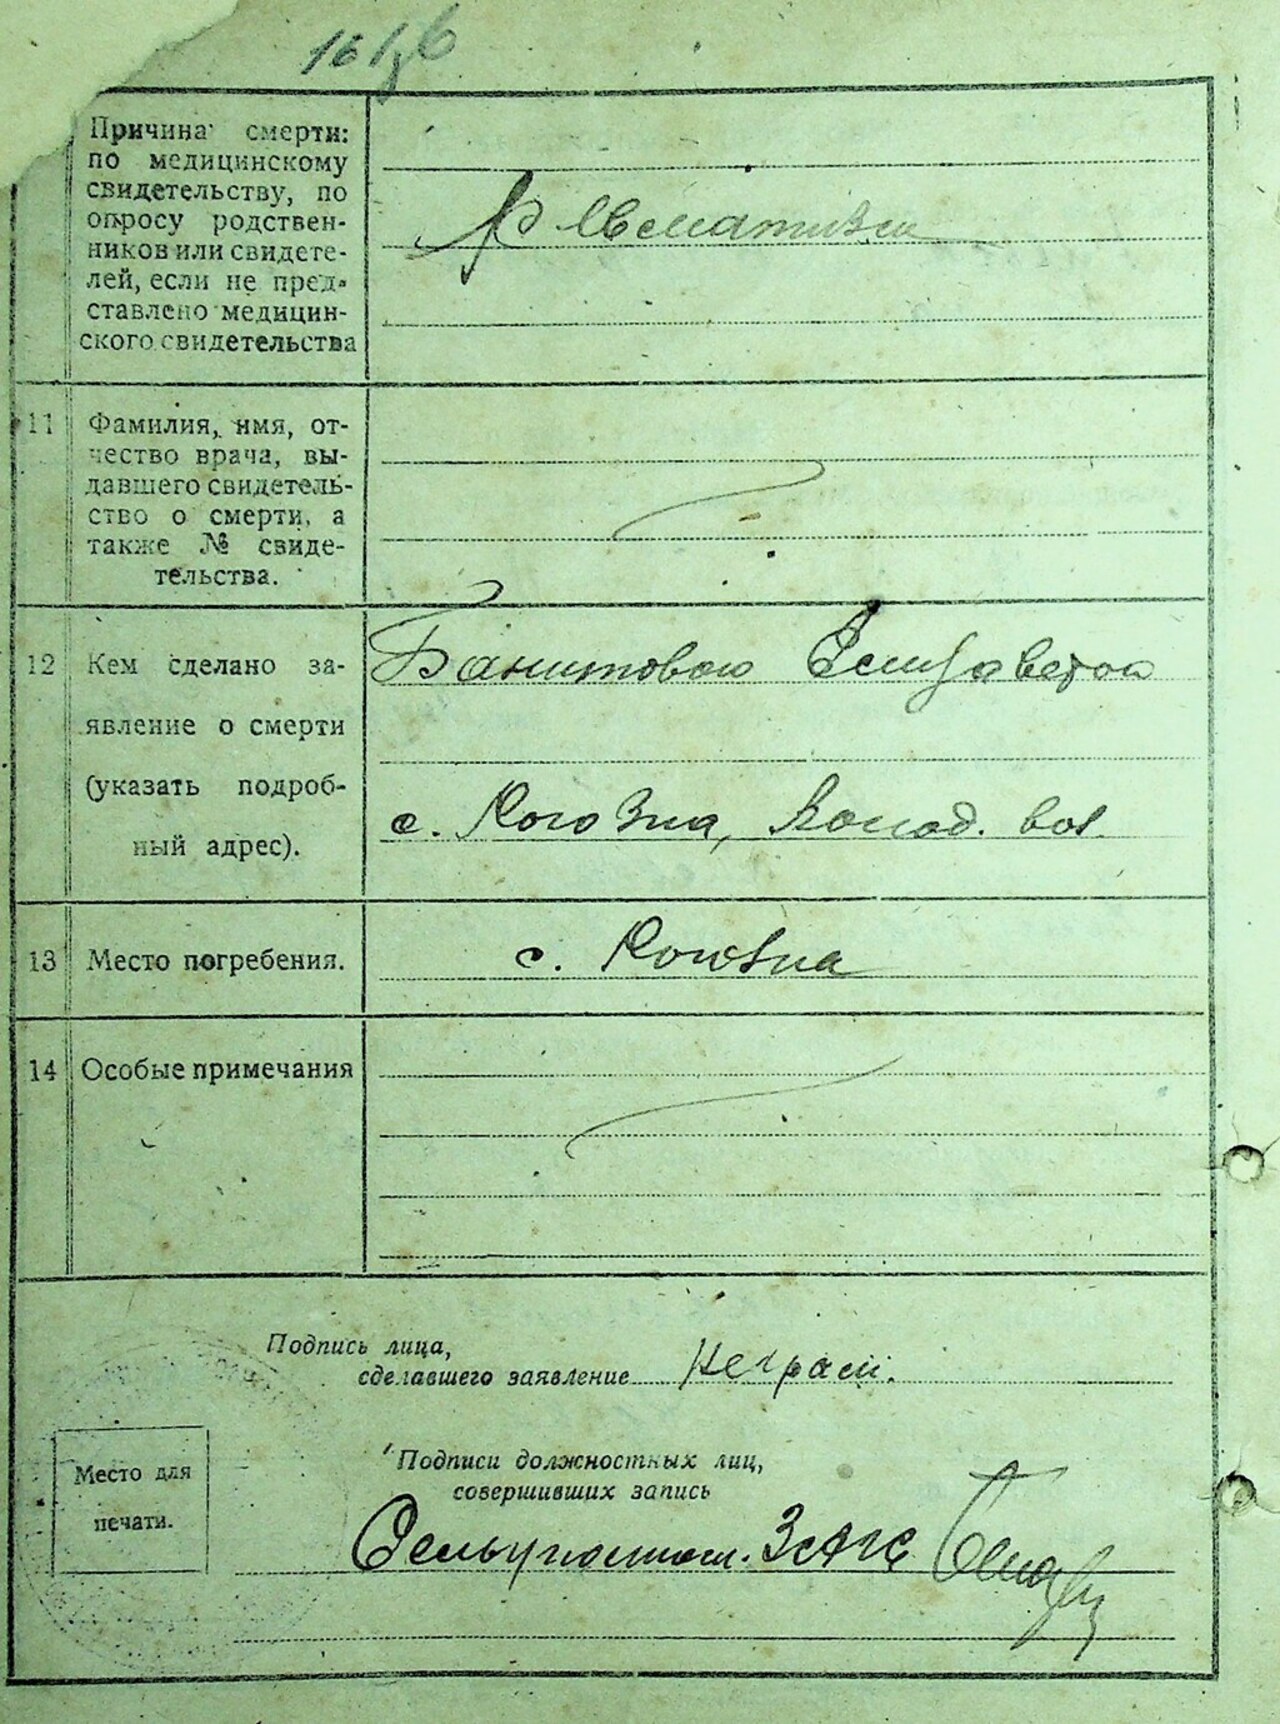 Причина смерти:
по медицинскому
свидетельству, по
опросу родствен-
ников или свидете-
лей, если не пред-
ставлено медицин-
ского свидетельства
11 Фамилия, имя, от-
чество врача, вы-
давшего свидетель-
ство о смерти, а
также № свиде-
тельства.
12 Кем сделано за-
явление о смерти
(указать подроб-
ный адрес).
Елизаветой
с.
вол.
13 Место погребения.
с.
14 Особые примечания
Подпись лица,
сделавшего заявление Неграм.
Подписи должностных лиц,
совершивших запись
Место для
печати.
ЗАГС